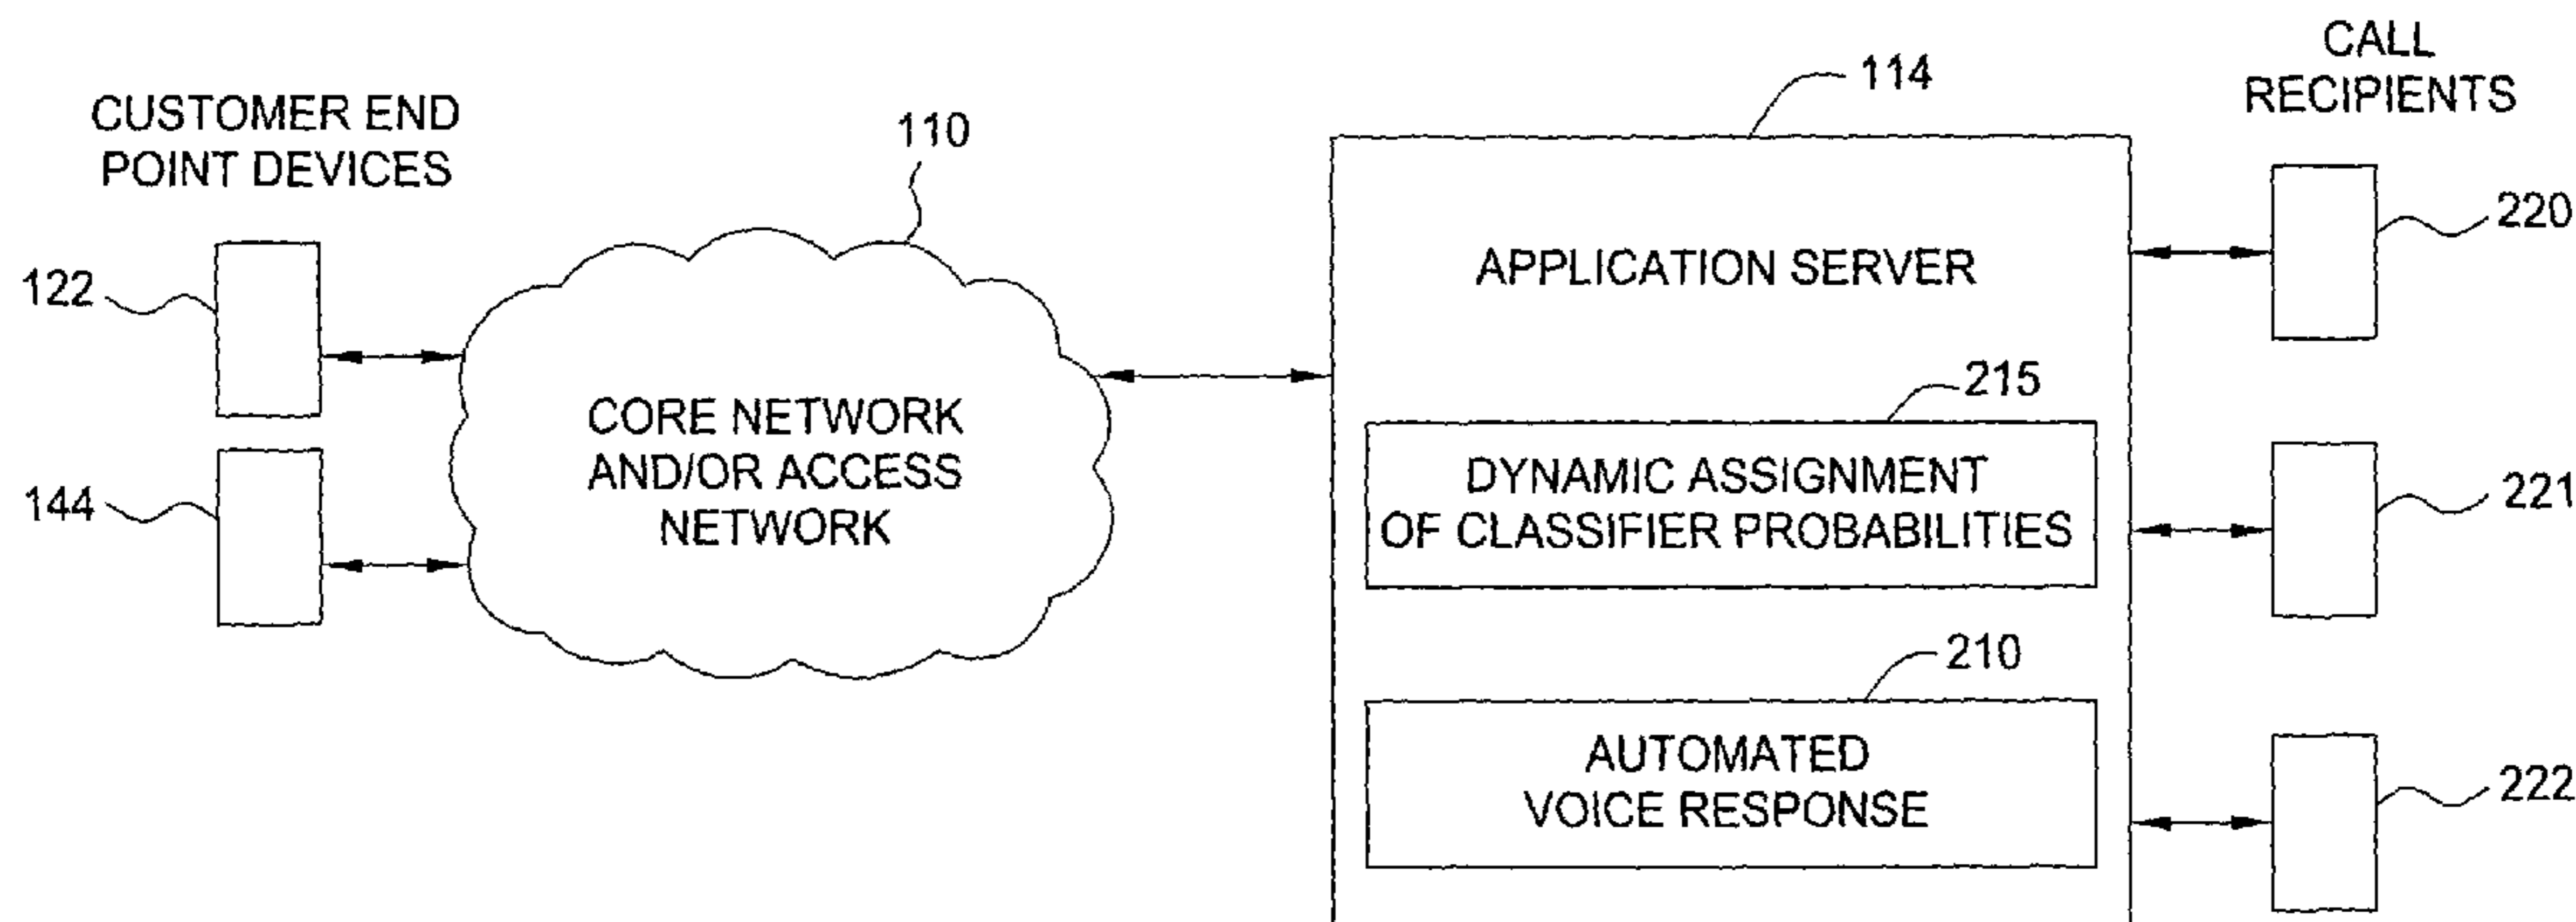 CUSTOMER END
POINT DEVICES
122
144
110
CORE NETWORK
AND/OR ACCESS
NETWORK
114
APPLICATION SERVER
215
DYNAMIC ASSIGNMENT
OF CLASSIFIER PROBABILITIES
210
AUTOMATED
VOICE RESPONSE
CALL
RECIPIENTS
220
221
222